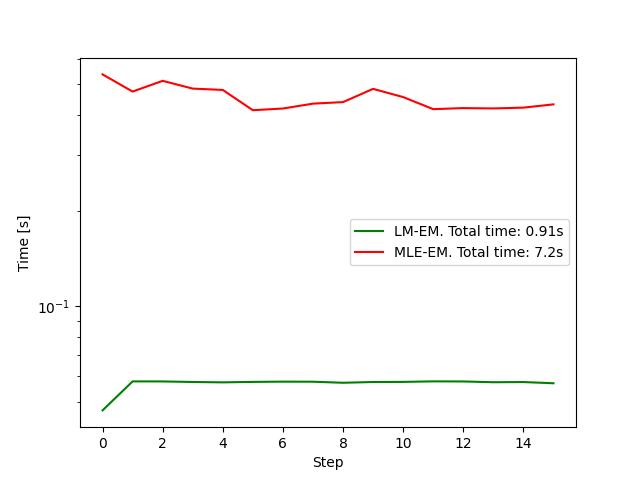 Time [s]
10⁻¹
LM-EM. Total time: 0.91s
MLE-EM. Total time: 7.2s
0 2 4 6 8 10 12 14
Step